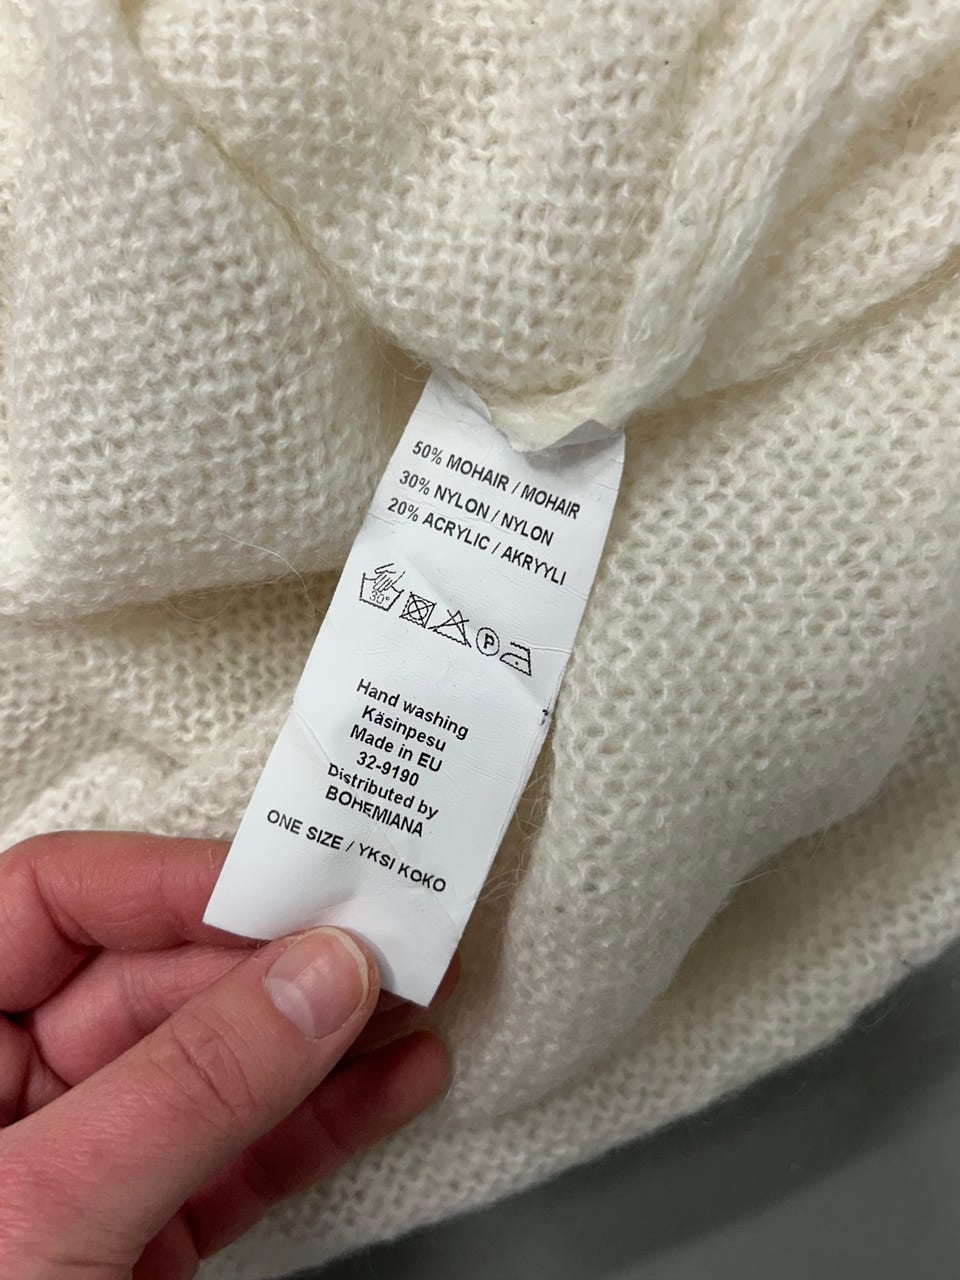 50% MOHAIR / MOHAIR
30% NYLON / NYLON
20% ACRYLIC / AKRYYLI
30° P
Hand washing
Käsinpesu
Made in EU
32-9190
Distributed by
BOHEMIANA
ONE SIZE / YKSI KOKO